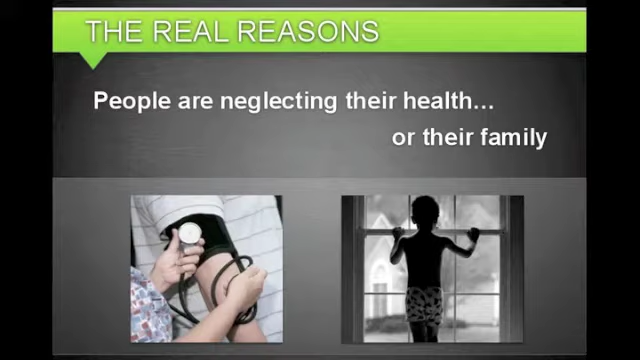 THE REAL REASONS
People are neglecting their health…
or their family